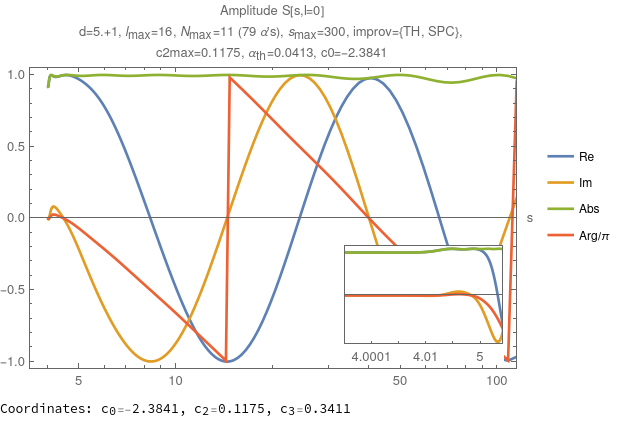 Amplitude S[s,l=0]
d=5.+1, lmax=16, Nmax=11 (79 α's), smax=300, improv={TH, SPC},
c2max=0.1175, αth=0.0413, c0=-2.3841
1.0
0.5
0.0
-0.5
-1.0
5
10
50
100
s
Re
Im
Abs
Arg/π
4.0001
4.01
5
Coordinates: c0=-2.3841, c2=0.1175, c3=0.3411